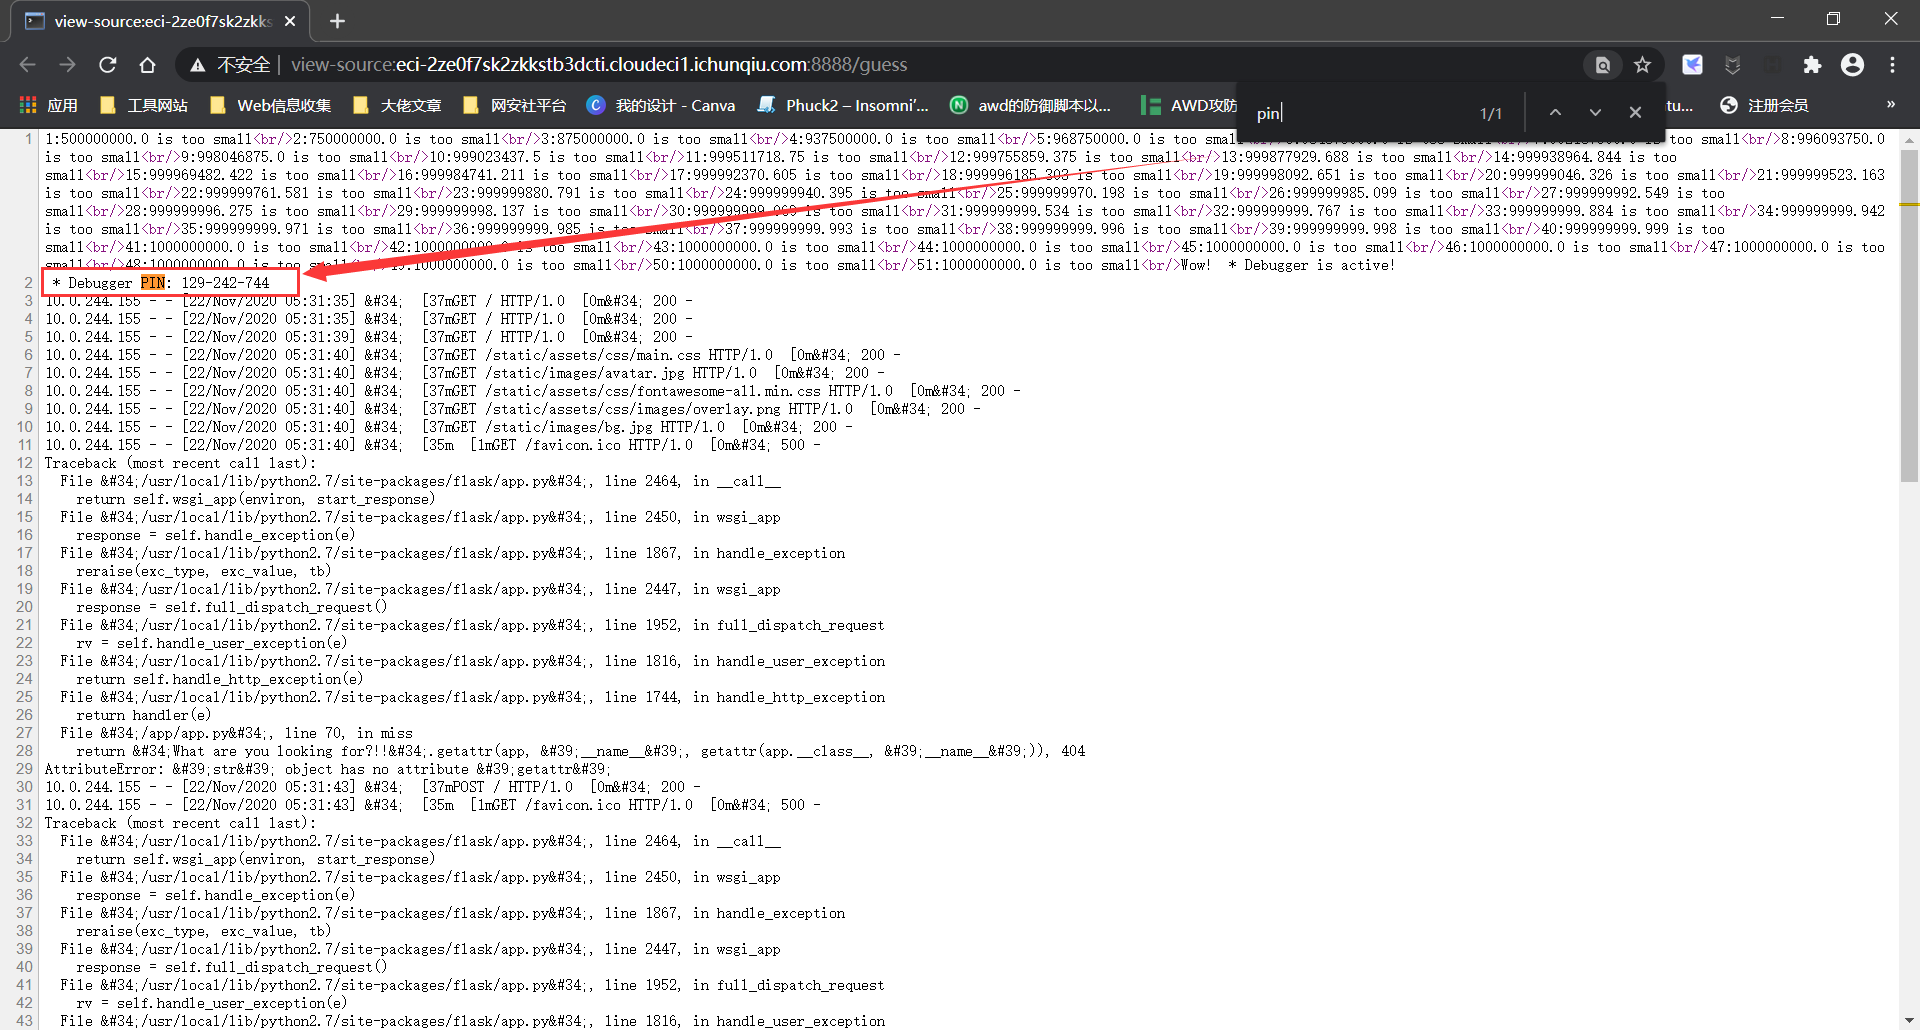 view-source:eci-2ze0f7sk2zkks
不安全 | view-source:eci-2ze0f7sk2zkkstb3dcti.cloudeci1.ichunqiu.com:8888/guess
应用 工具网站 Web信息收集 大佬文章 网安社平台 我的设计 - Canva Phuck2 – Insomni'... awd的防御脚本以... AWD攻防 tu... 注册会员 »
pin 1/1
1 1:500000000.0 is too small<br/>2:750000000.0 is too small<br/>3:875000000.0 is too small<br/>4:937500000.0 is too small<br/>5:968750000.0 is too smal 8:996093750.0
is too small<br/>9:998046875.0 is too small<br/>10:999023437.5 is too small<br/>11:999511718.75 is too small<br/>12:999755859.375 is too small<br/>13:999877929.688 is too small<br/>14:999938964.844 is too
small<br/>15:999969482.422 is too small<br/>16:999984741.211 is too small<br/>17:999992370.605 is too small<br/>18:999996185.303 is too small<br/>19:999998092.651 is too small<br/>20:999999046.326 is too small<br/>21:999999523.163
is too small<br/>22:999999761.581 is too small<br/>23:999999880.791 is too small<br/>24:999999940.395 is too small<br/>25:999999970.198 is too small<br/>26:999999985.099 is too small<br/>27:999999992.549 is too
small<br/>28:999999996.275 is too small<br/>29:999999998.137 is too small<br/>30:999999999.069 is too small<br/>31:999999999.534 is too small<br/>32:999999999.767 is too small<br/>33:999999999.884 is too small<br/>34:999999999.942
is too small<br/>35:999999999.971 is too small<br/>36:999999999.985 is too small<br/>37:999999999.993 is too small<br/>38:999999999.996 is too small<br/>39:999999999.998 is too small<br/>40:999999999.999 is too
small<br/>41:1000000000.0 is too small<br/>42:1000000000.0 is too small<br/>43:1000000000.0 is too small<br/>44:1000000000.0 is too small<br/>45:1000000000.0 is too small<br/>46:1000000000.0 is too small<br/>47:1000000000.0 is too
small<br/>48:1000000000.0 is too small<br/>49:1000000000.0 is too small<br/>50:1000000000.0 is too small<br/>51:1000000000.0 is too small<br/>Wow! * Debugger is active!
2 * Debugger PIN: 129-242-744
3 10.0.244.155 - - [22/Nov/2020 05:31:35] &#34; [37mGET / HTTP/1.0 [0m&#34; 200 -
4 10.0.244.155 - - [22/Nov/2020 05:31:35] &#34; [37mGET / HTTP/1.0 [0m&#34; 200 -
5 10.0.244.155 - - [22/Nov/2020 05:31:39] &#34; [37mGET / HTTP/1.0 [0m&#34; 200 -
6 10.0.244.155 - - [22/Nov/2020 05:31:40] &#34; [37mGET /static/assets/css/main.css HTTP/1.0 [0m&#34; 200 -
7 10.0.244.155 - - [22/Nov/2020 05:31:40] &#34; [37mGET /static/images/avatar.jpg HTTP/1.0 [0m&#34; 200 -
8 10.0.244.155 - - [22/Nov/2020 05:31:40] &#34; [37mGET /static/assets/css/fontawesome-all.min.css HTTP/1.0 [0m&#34; 200 -
9 10.0.244.155 - - [22/Nov/2020 05:31:40] &#34; [37mGET /static/assets/css/images/overlay.png HTTP/1.0 [0m&#34; 200 -
10 10.0.244.155 - - [22/Nov/2020 05:31:40] &#34; [37mGET /static/images/bg.jpg HTTP/1.0 [0m&#34; 200 -
11 10.0.244.155 - - [22/Nov/2020 05:31:40] &#34; [35m [1mGET /favicon.ico HTTP/1.0 [0m&#34; 500 -
12 Traceback (most recent call last):
13 File &#34;/usr/local/lib/python2.7/site-packages/flask/app.py&#34;, line 2464, in __call__
14 return self.wsgi_app(environ, start_response)
15 File &#34;/usr/local/lib/python2.7/site-packages/flask/app.py&#34;, line 2450, in wsgi_app
16 response = self.handle_exception(e)
17 File &#34;/usr/local/lib/python2.7/site-packages/flask/app.py&#34;, line 1867, in handle_exception
18 reraise(exc_type, exc_value, tb)
19 File &#34;/usr/local/lib/python2.7/site-packages/flask/app.py&#34;, line 2447, in wsgi_app
20 response = self.full_dispatch_request()
21 File &#34;/usr/local/lib/python2.7/site-packages/flask/app.py&#34;, line 1952, in full_dispatch_request
22 rv = self.handle_user_exception(e)
23 File &#34;/usr/local/lib/python2.7/site-packages/flask/app.py&#34;, line 1816, in handle_user_exception
24 return self.handle_http_exception(e)
25 File &#34;/usr/local/lib/python2.7/site-packages/flask/app.py&#34;, line 1744, in handle_http_exception
26 return handler(e)
27 File &#34;/app/app.py&#34;, line 70, in miss
28 return &#34;What are you looking for?!!&#34;.getattr(app, &#39;__name__&#39;, getattr(app.__class__, &#39;__name__&#39;)), 404
29 AttributeError: &#39;str&#39; object has no attribute &#39;getattr&#39;
30 10.0.244.155 - - [22/Nov/2020 05:31:43] &#34; [37mPOST / HTTP/1.0 [0m&#34; 200 -
31 10.0.244.155 - - [22/Nov/2020 05:31:43] &#34; [35m [1mGET /favicon.ico HTTP/1.0 [0m&#34; 500 -
32 Traceback (most recent call last):
33 File &#34;/usr/local/lib/python2.7/site-packages/flask/app.py&#34;, line 2464, in __call__
34 return self.wsgi_app(environ, start_response)
35 File &#34;/usr/local/lib/python2.7/site-packages/flask/app.py&#34;, line 2450, in wsgi_app
36 response = self.handle_exception(e)
37 File &#34;/usr/local/lib/python2.7/site-packages/flask/app.py&#34;, line 1867, in handle_exception
38 reraise(exc_type, exc_value, tb)
39 File &#34;/usr/local/lib/python2.7/site-packages/flask/app.py&#34;, line 2447, in wsgi_app
40 response = self.full_dispatch_request()
41 File &#34;/usr/local/lib/python2.7/site-packages/flask/app.py&#34;, line 1952, in full_dispatch_request
42 rv = self.handle_user_exception(e)
43 File &#34;/usr/local/lib/python2.7/site-packages/flask/app.py&#34;, line 1816, in handle_user_exception